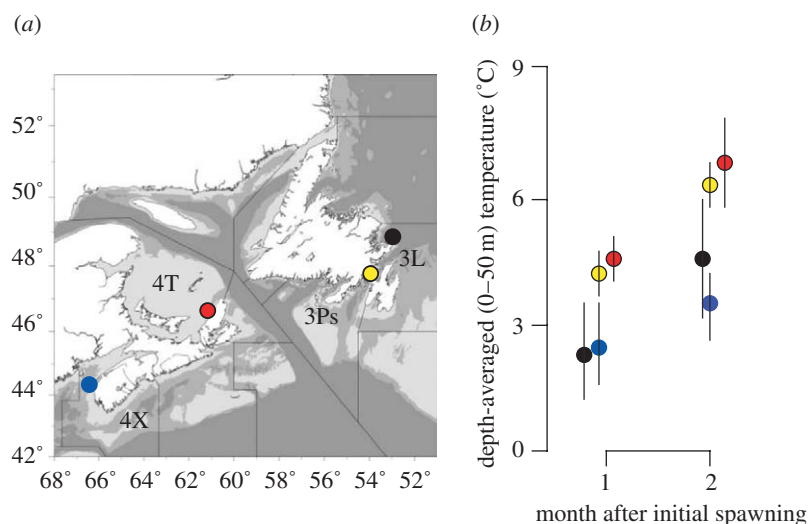 (a)
52˚
50˚
48˚
46˚
44˚
42˚
68˚ 66˚ 64˚ 62˚ 60˚ 58˚ 56˚ 54˚ 52˚
3L
4T
3Ps
4X
(b)
depth-averaged (0–50 m) temperature (˚C)
9
6
3
0
1 2
month after initial spawning